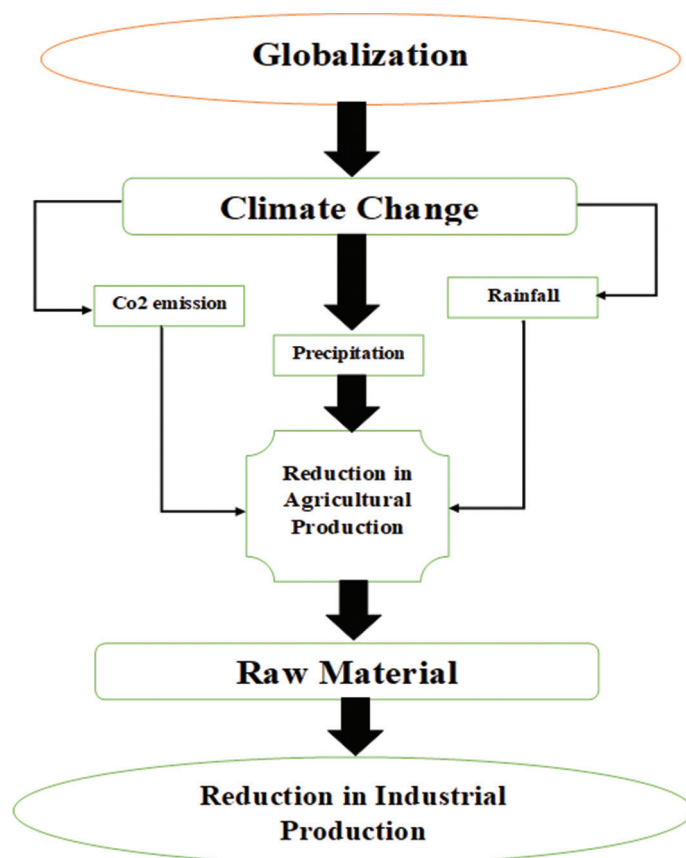 Globalization
Climate Change
Co2 emission
Rainfall
Precipitation
Reduction in
Agricultural
Production
Raw Material
Reduction in Industrial
Production